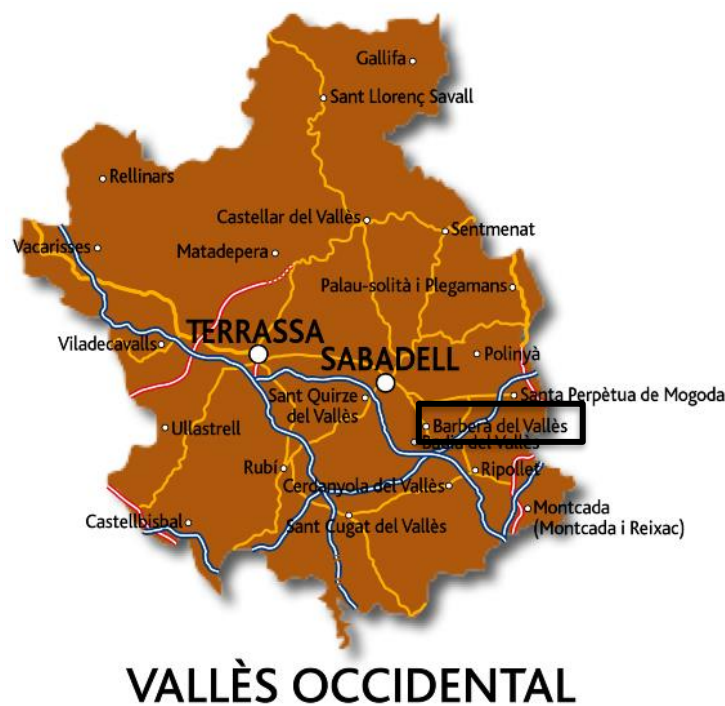 Gallifa
Sant Llorenç Savall
Rellinars
Castellar del Vallès
Sentmenat
Vacarisses
Matadepera
Palau-solità i Plegamans
TERRASSA
Viladecavalls
SABADELL
Polinyà
Sant Quirze
del Vallès
Santa Perpètua de Mogoda
Ullastrell
Barberà del Vallès
Badia del Vallès
Rubí
Ripollet
Cerdanyola del Vallès
Castellbisbal
Sant Cugat del Vallès
Montcada
(Montcada i Reixac)
VALLÈS OCCIDENTAL